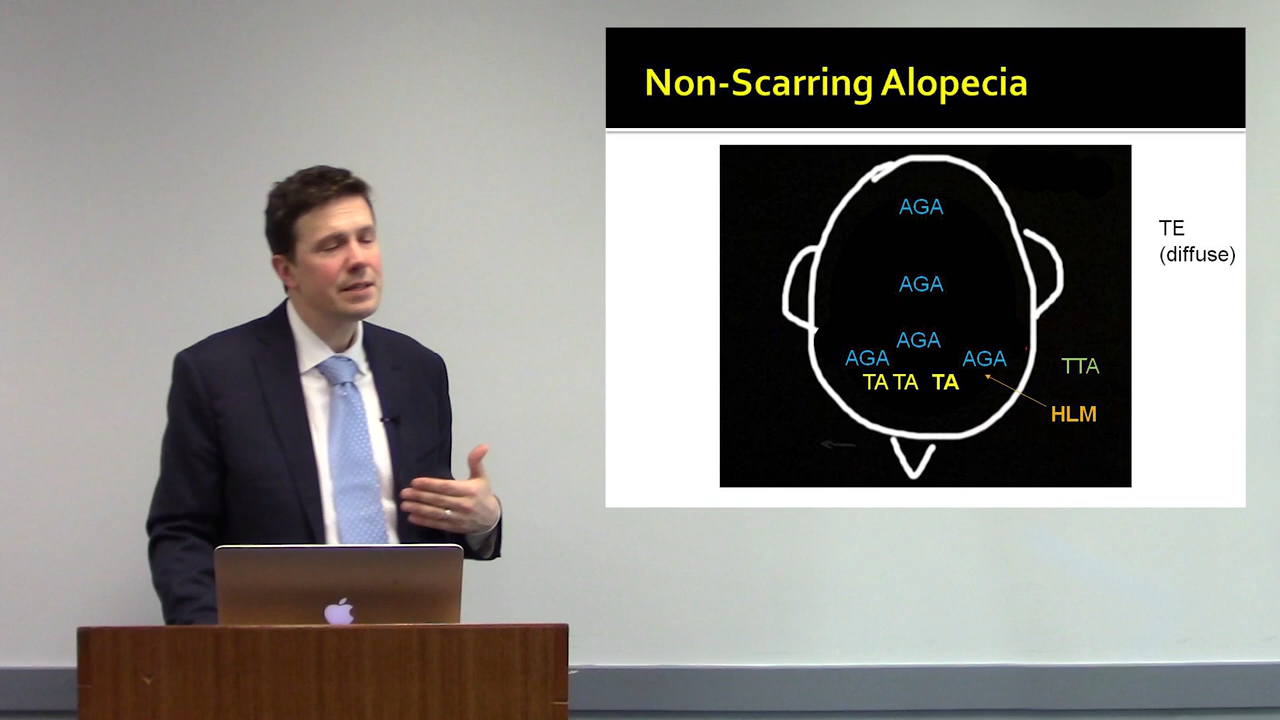 Non-Scarring Alopecia
AGA
TE
(diffuse)
AGA
AGA
AGA
AGA
TTA
TA TA TA
HLM